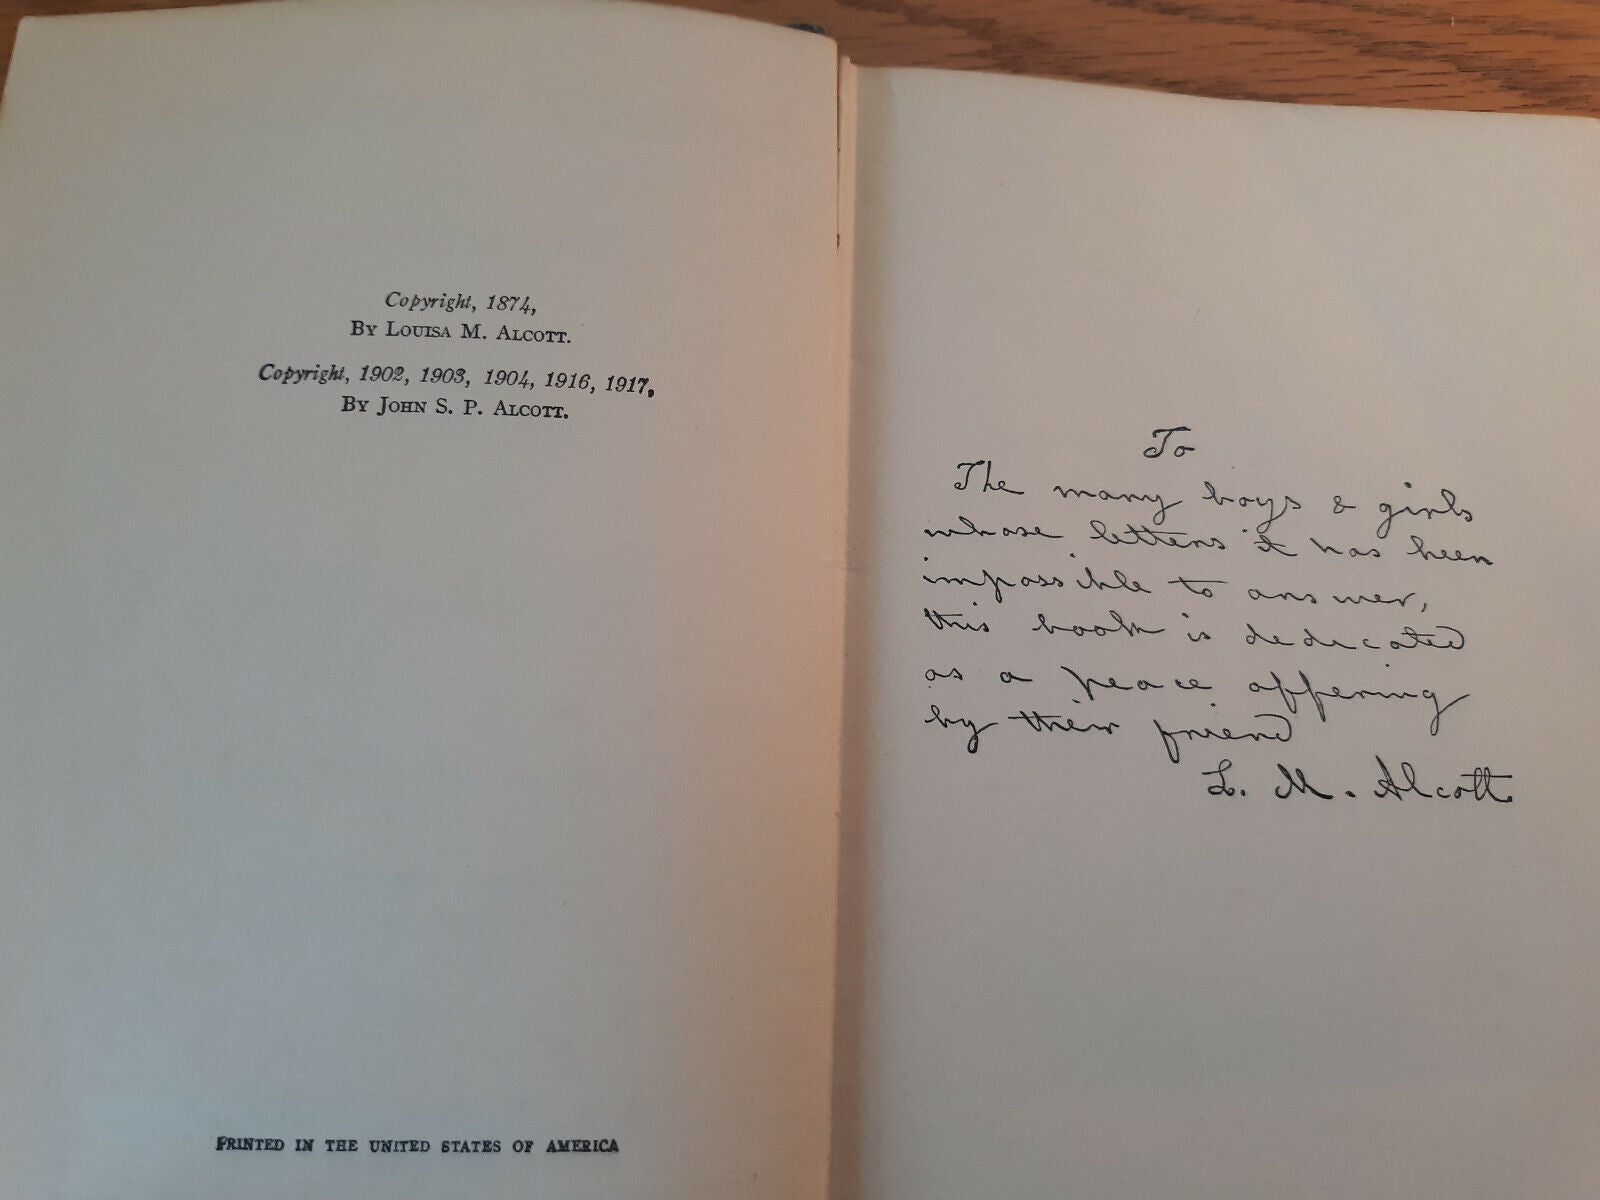 Copyright, 1874,
By Louisa M. Alcott.
Copyright, 1902, 1903, 1904, 1916, 1917,
By John S. P. Alcott.
PRINTED IN THE UNITED STATES OF AMERICA
To
The many boys & girls
whose letters it has been
impossible to answer,
this book is dedicated
as a peace offering
by their friend
L. M. Alcott.